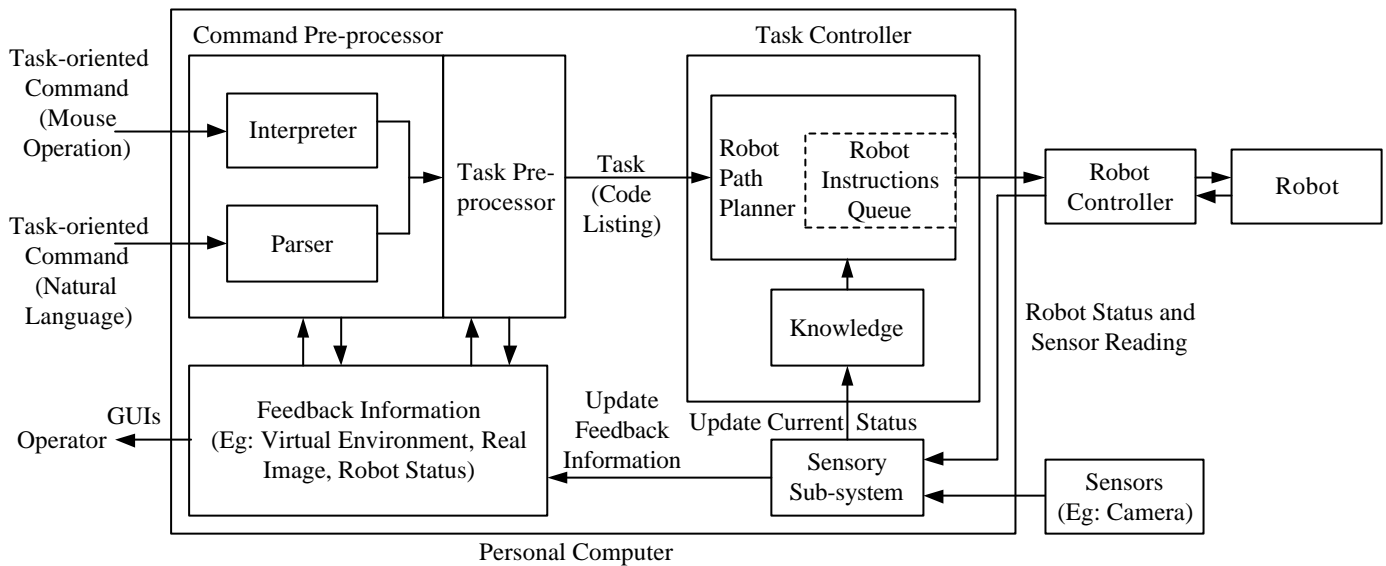 Command Pre-processor
Task Controller
Task-oriented
Command
(Mouse
Operation)
Interpreter
Task Pre-
processor
Task
(Code
Listing)
Robot
Path
Planner
Robot
Instructions
Queue
Robot
Controller
Robot
Task-oriented
Command
(Natural
Language)
Parser
Knowledge
Robot Status and
Sensor Reading
GUIs
Operator
Feedback Information
(Eg: Virtual Environment, Real
Image, Robot Status)
Update
Feedback
Information
Update Current Status
Sensory
Sub-system
Sensors
(Eg: Camera)
Personal Computer